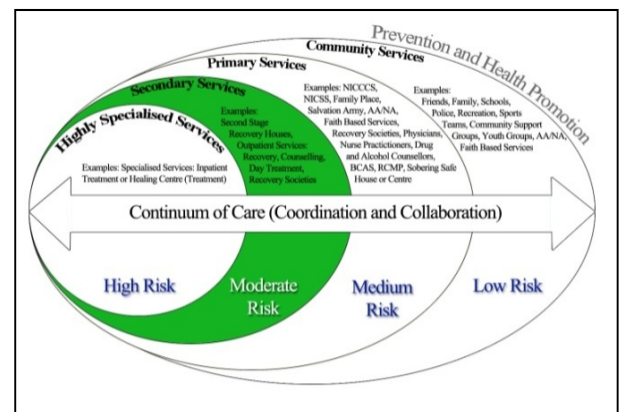 Prevention and Health Promotion
Community Services
Primary Services
Secondary Services
Highly Specialised Services
Examples: Specialised Services: Inpatient
Treatment or Healing Centre (Treatment)
Examples:
Second Stage
Recovery Houses,
Outpatient Services:
Recovery, Counselling,
Day Treatment,
Recovery Societies
Examples: NICCCS,
NICSS, Family Place,
Salvation Army, AA/NA,
Faith Based Services,
Recovery Societies, Physicians,
Nurse Practictioners, Drug
and Alcohol Counsellors,
BCAS, RCMP, Sobering Safe
House or Centre
Examples:
Friends, Family, Schools,
Police, Recreation, Sports
Teams, Community Support
Groups, Youth Groups, AA/NA,
Faith Based Services
Continuum of Care (Coordination and Collaboration)
High Risk
Moderate
Risk
Medium
Risk
Low Risk